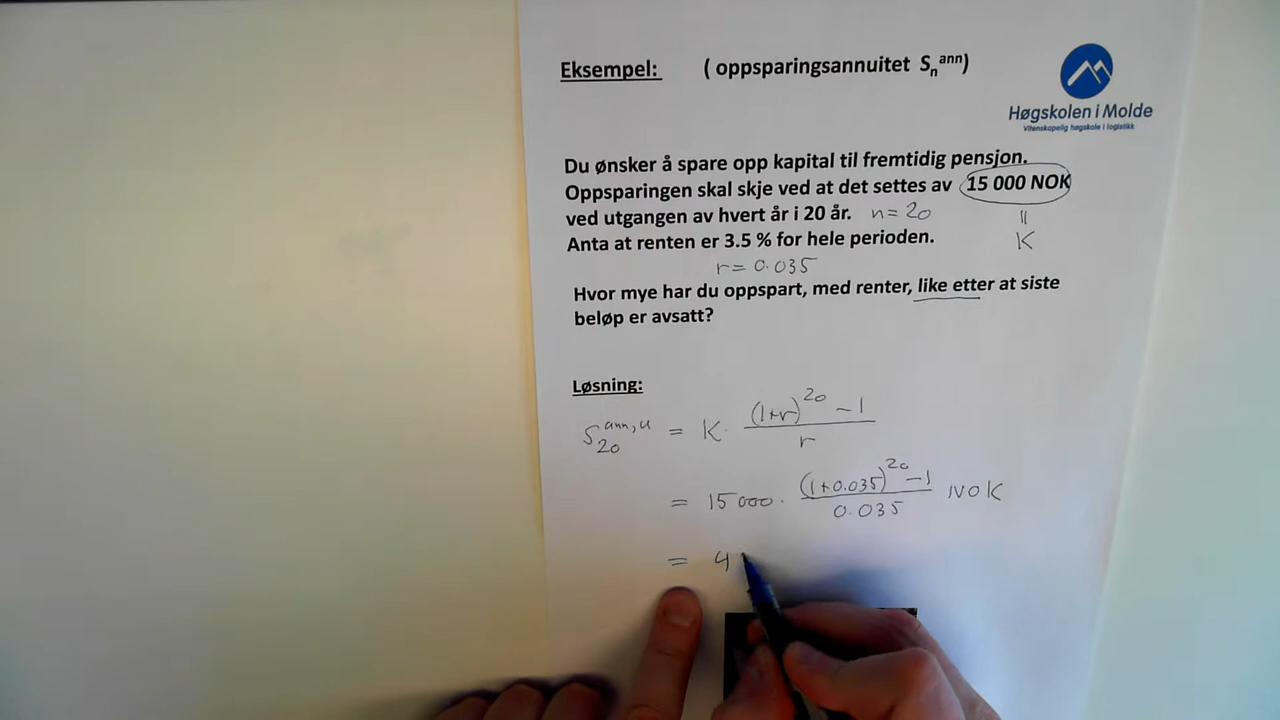 Eksempel: ( oppsparingsannuitet Sₙᵃⁿⁿ)
Høgskolen i Molde
Vitenskapelig høgskole i logistikk
Du ønsker å spare opp kapital til fremtidig pensjon.
Oppsparingen skal skje ved at det settes av 15 000 NOK
ved utgangen av hvert år i 20 år. n = 20 =
Anta at renten er 3.5 % for hele perioden. K
r = 0.035
Hvor mye har du oppspart, med renter, like etter at siste
beløp er avsatt?
Løsning:
S₂₀^ann,u = K · ((1+r)^20 − 1) / r
= 15 000 · ((1+0.035)^20 − 1) / 0.035 NOK
= 4